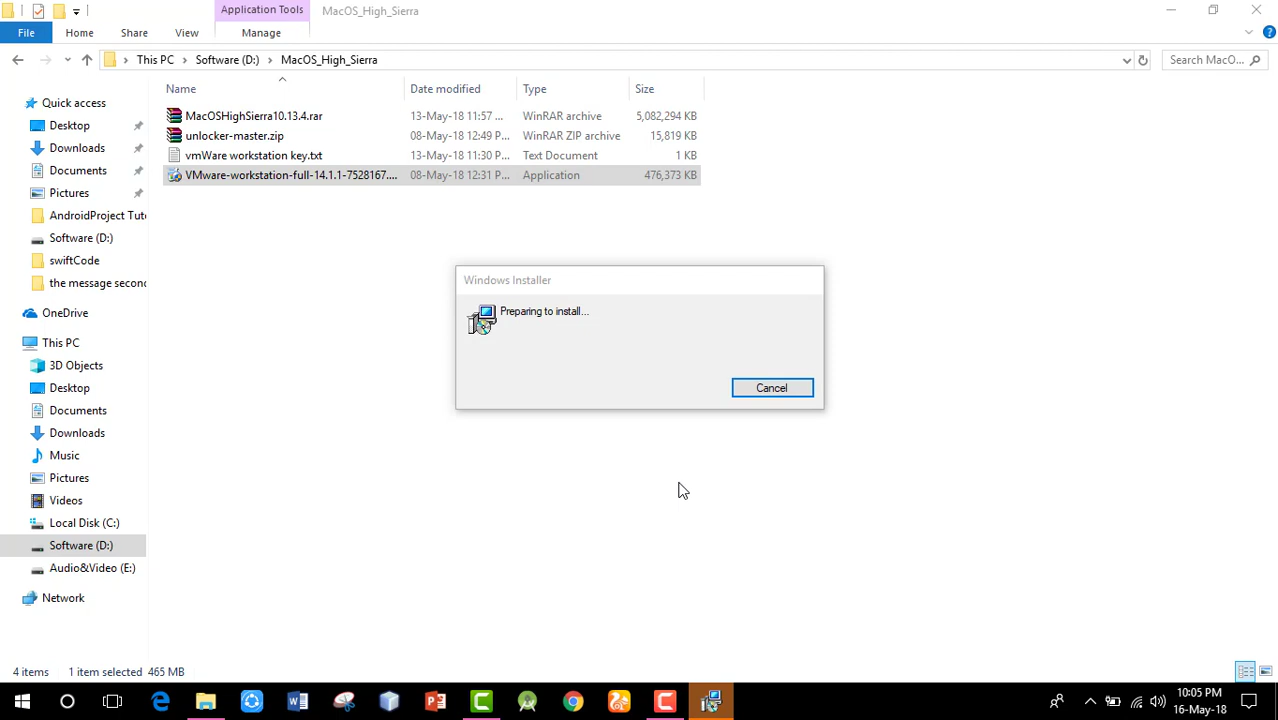 Application Tools
MacOS_High_Sierra
File
Home
Share
View
Manage
This PC
Software (D:)
MacOS_High_Sierra
Search MacO...
Name
Date modified
Type
Size
MacOSHighSierra10.13.4.rar
13-May-18 11:57 ...
WinRAR archive
5,082,294 KB
unlocker-master.zip
08-May-18 12:49 P...
WinRAR ZIP archive
15,819 KB
vmWare workstation key.txt
13-May-18 11:30 P...
Text Document
1 KB
VMware-workstation-full-14.1.1-7528167....
08-May-18 12:31 P...
Application
476,373 KB
Quick access
Desktop
Downloads
Documents
Pictures
AndroidProject Tuto
Software (D:)
swiftCode
the message second
OneDrive
This PC
3D Objects
Desktop
Documents
Downloads
Music
Pictures
Videos
Local Disk (C:)
Software (D:)
Audio&Video (E:)
Network
Windows Installer
Preparing to install...
Cancel
4 items
1 item selected 465 MB
10:05 PM
16-May-18